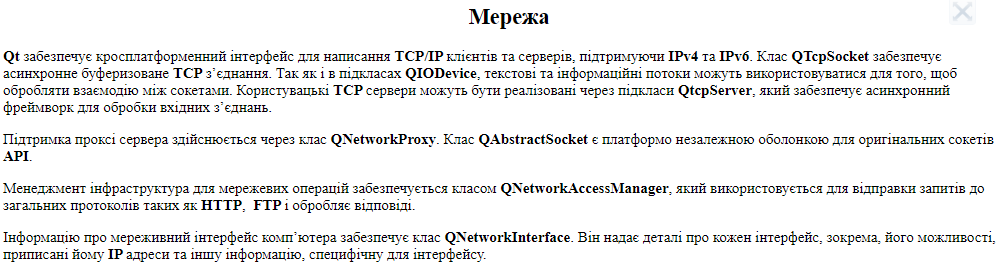 Мережа
Qt забезпечує кросплатформенний інтерфейс для написання TCP/IP клієнтів та серверів, підтримуючи IPv4 та IPv6. Клас QTcpSocket забезпечує
асинхронне буферизоване TCP з’єднання. Так як і в підкласах QIODevice, текстові та інформаційні потоки можуть використовуватися для того, щоб
обробляти взаємодію між сокетами. Користувацькі TCP сервери можуть бути реалізовані через підкласи QtcpServer, який забезпечує асинхронний
фреймворк для обробки вхідних з’єднань.
Підтримка проксі сервера здійснюється через клас QNetworkProxy. Клас QAbstractSocket є платформо незалежною оболонкою для оригінальних сокетів
API.
Менеджмент інфраструктура для мережевих операцій забезпечується класом QNetworkAccessManager, який використовується для відправки запитів до
загальних протоколів таких як HTTP, FTP і обробляє відповіді.
Інформацію про мереживний інтерфейс комп’ютера забезпечує клас QNetworkInterface. Він надає деталі про кожен інтерфейс, зокрема, його можливості,
приписані йому IP адреси та іншу інформацію, специфічну для інтерфейсу.